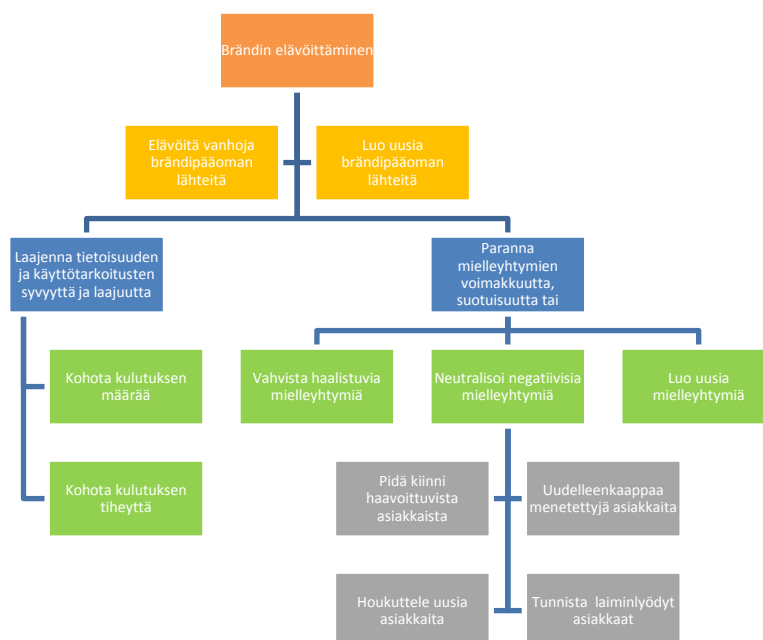 Brändin elävöittäminen
Elävöitä vanhoja
brändipääoman
lähteitä
Luo uusia
brändipääoman
lähteitä
Laajenna tietoisuuden
ja käyttötarkoitusten
syvyyttä ja laajuutta
Paranna
mielleyhtymien
voimakkuutta,
suotuisuutta tai
Kohota kulutuksen
määrää
Vahvista haalistuvia
mielleyhtymiä
Neutralisoi negatiivisia
mielleyhtymiä
Luo uusia
mielleyhtymiä
Kohota kulutuksen
tiheyttä
Pidä kiinni
haavoittuvista
asiakkaista
Uudelleenkaappaa
menetettyjä asiakkaita
Houkuttele uusia
asiakkaita
Tunnista laiminlyödyt
asiakkaat